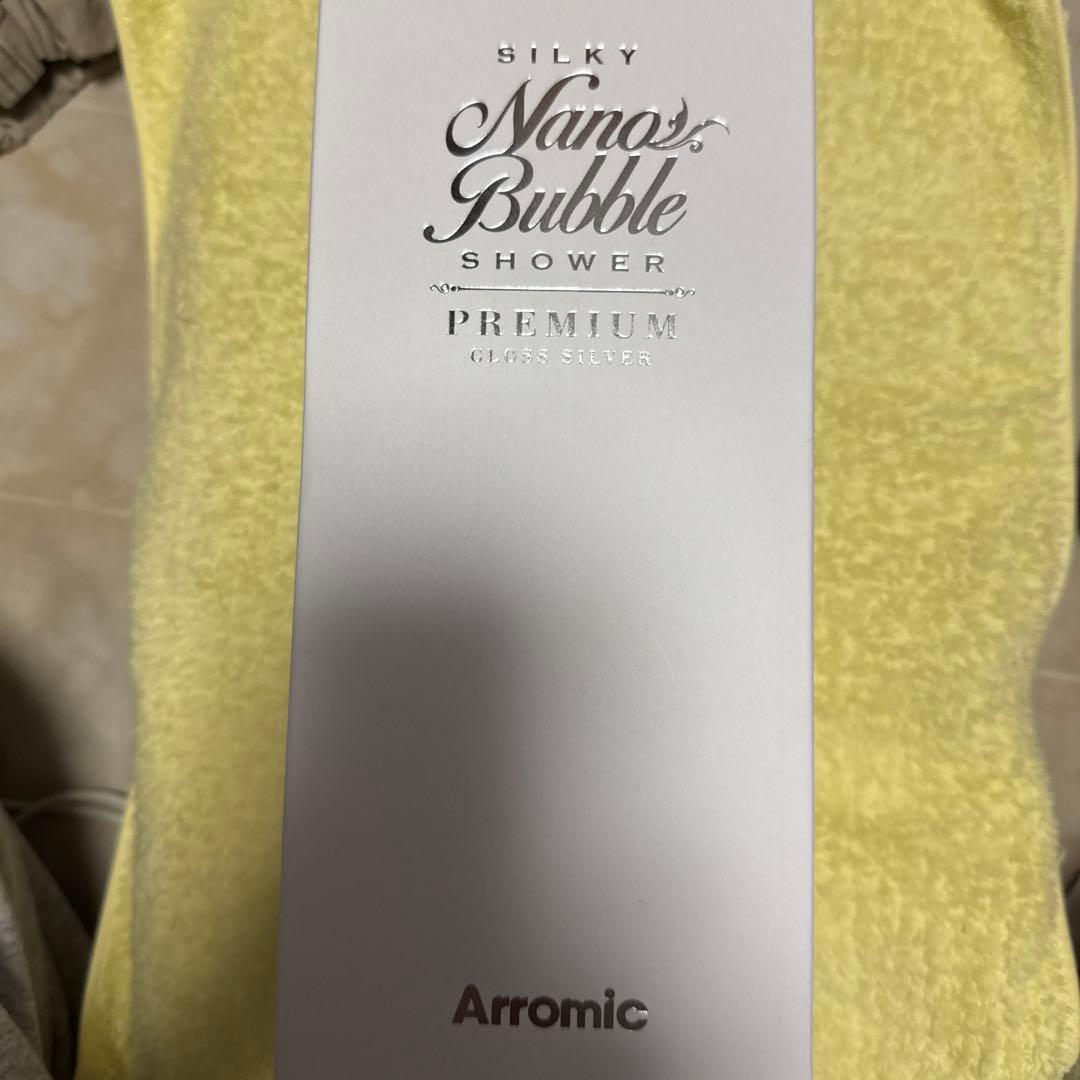 SILKY
Nano
Bubble
SHOWER
PREMIUM
GLOSS SILVER
Arromic